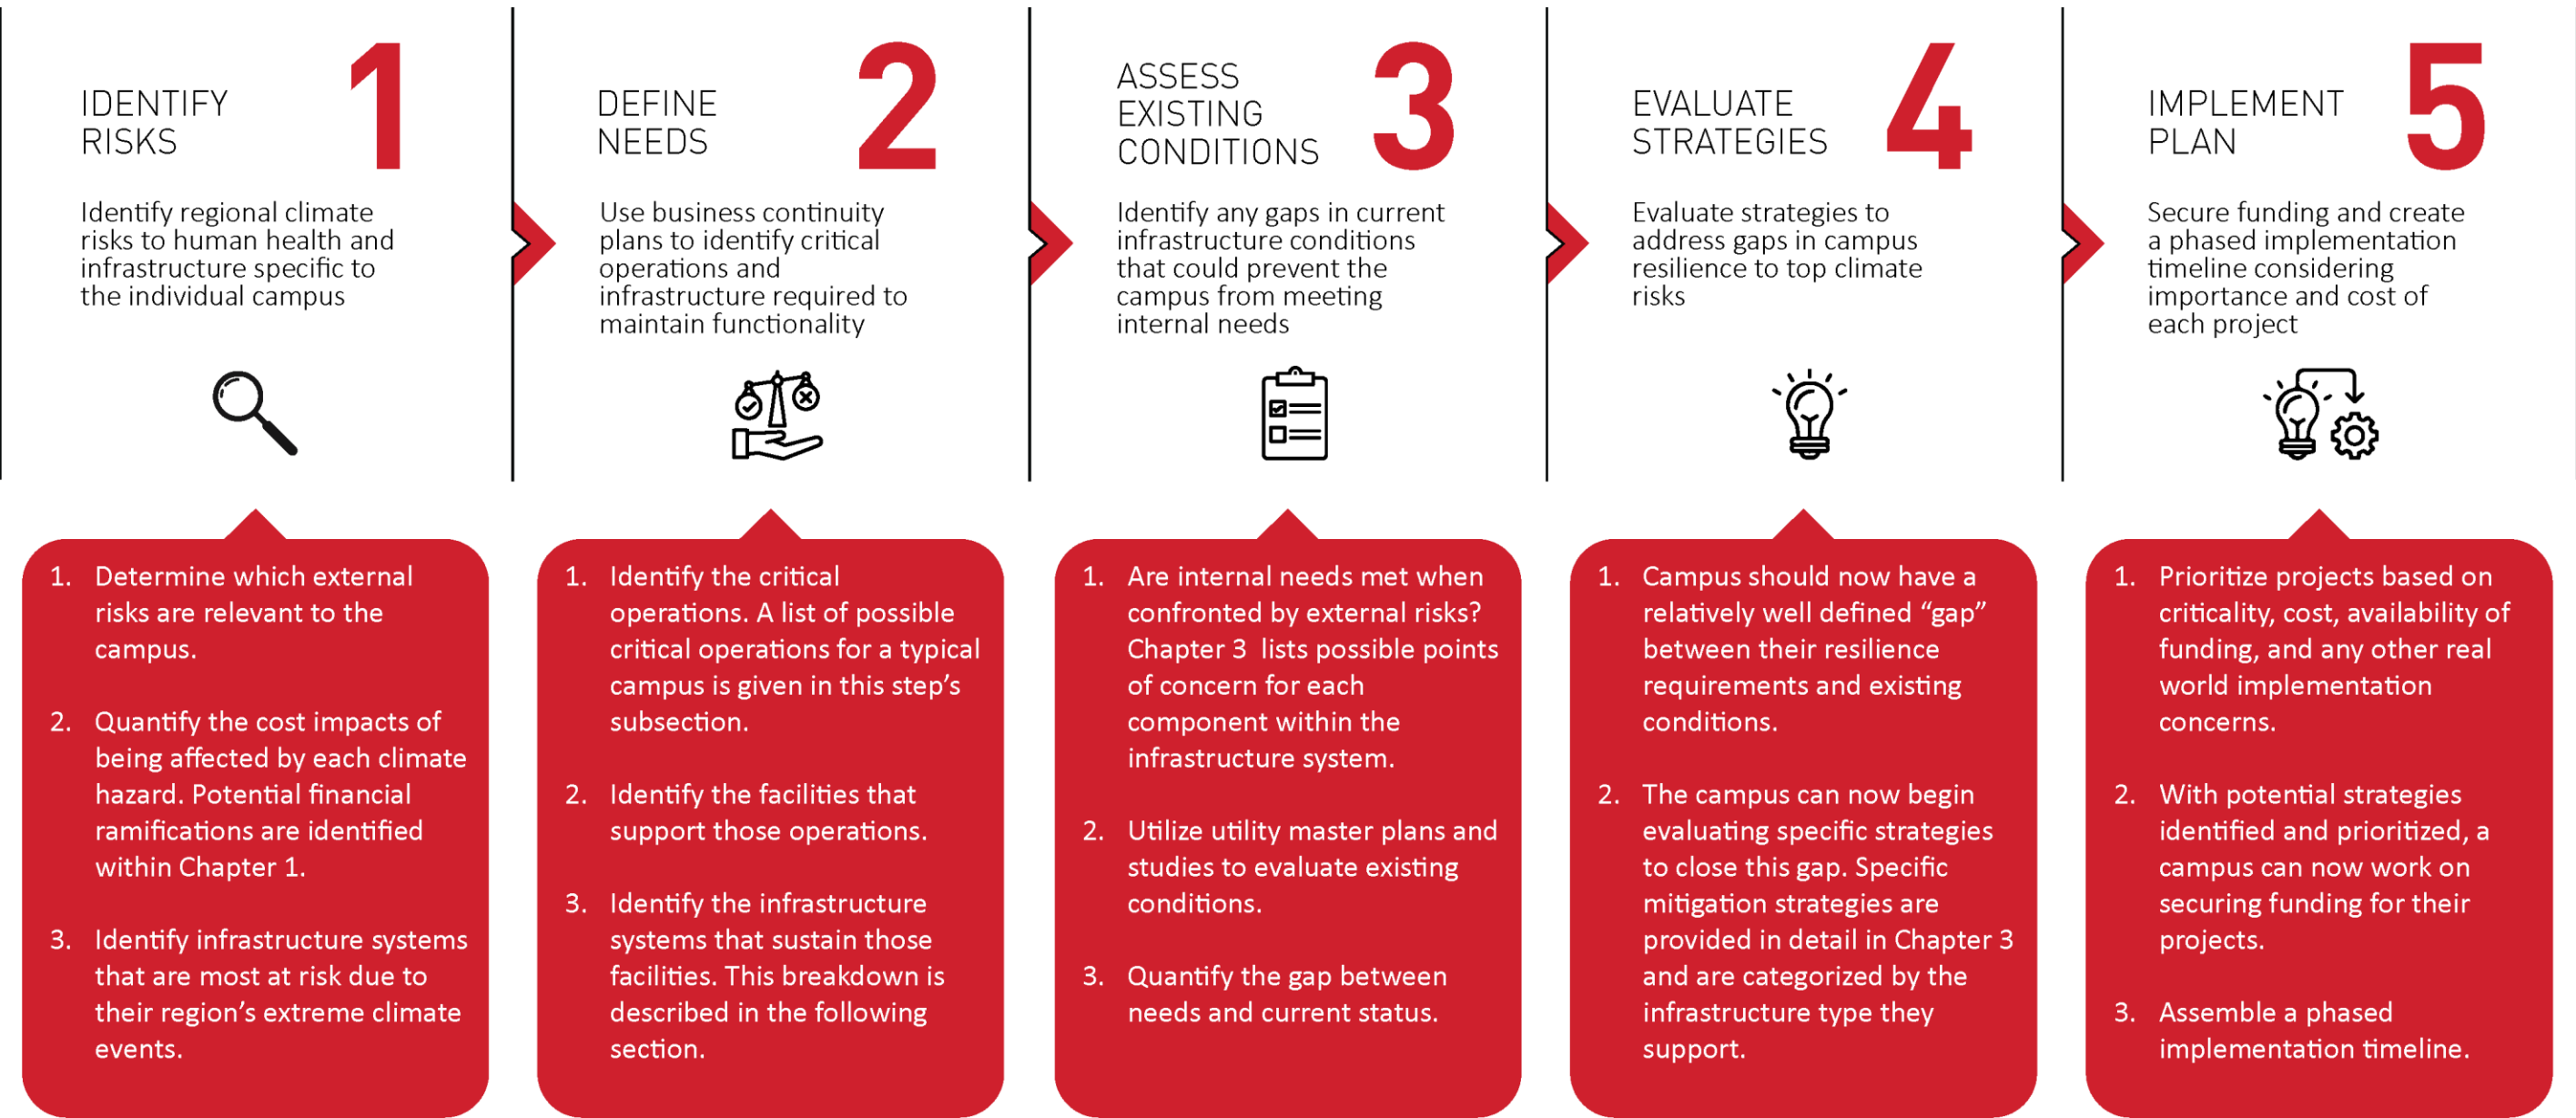 IDENTIFY
RISKS
1
Identify regional climate
risks to human health and
infrastructure specific to
the individual campus
DEFINE
NEEDS
2
Use business continuity
plans to identify critical
operations and
infrastructure required to
maintain functionality
ASSESS
EXISTING
CONDITIONS
3
Identify any gaps in current
infrastructure conditions
that could prevent the
campus from meeting
internal needs
EVALUATE
STRATEGIES
4
Evaluate strategies to
address gaps in campus
resilience to top climate
risks
IMPLEMENT
PLAN
5
Secure funding and create
a phased implementation
timeline considering
importance and cost of
each project
1. Determine which external
risks are relevant to the
campus.
2. Quantify the cost impacts of
being affected by each climate
hazard. Potential financial
ramifications are identified
within Chapter 1.
3. Identify infrastructure systems
that are most at risk due to
their region’s extreme climate
events.
1. Identify the critical
operations. A list of possible
critical operations for a typical
campus is given in this step’s
subsection.
2. Identify the facilities that
support those operations.
3. Identify the infrastructure
systems that sustain those
facilities. This breakdown is
described in the following
section.
1. Are internal needs met when
confronted by external risks?
Chapter 3 lists possible points
of concern for each
component within the
infrastructure system.
2. Utilize utility master plans and
studies to evaluate existing
conditions.
3. Quantify the gap between
needs and current status.
1. Campus should now have a
relatively well defined “gap”
between their resilience
requirements and existing
conditions.
2. The campus can now begin
evaluating specific strategies
to close this gap. Specific
mitigation strategies are
provided in detail in Chapter 3
and are categorized by the
infrastructure type they
support.
1. Prioritize projects based on
criticality, cost, availability of
funding, and any other real
world implementation
concerns.
2. With potential strategies
identified and prioritized, a
campus can now work on
securing funding for their
projects.
3. Assemble a phased
implementation timeline.